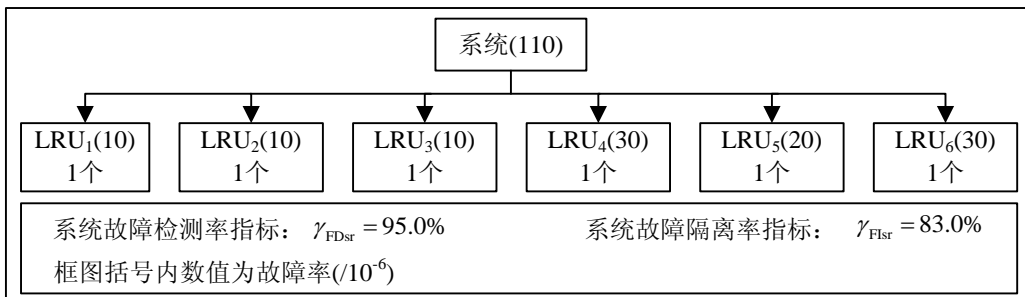 系统(110)
LRU₁(10) LRU₂(10) LRU₃(10) LRU₄(30) LRU₅(20) LRU₆(30)
1个 1个 1个 1个 1个 1个
系统故障检测率指标： γFDsr = 95.0% 系统故障隔离率指标： γFIsr = 83.0%
框图括号内数值为故障率(/10⁻⁶)